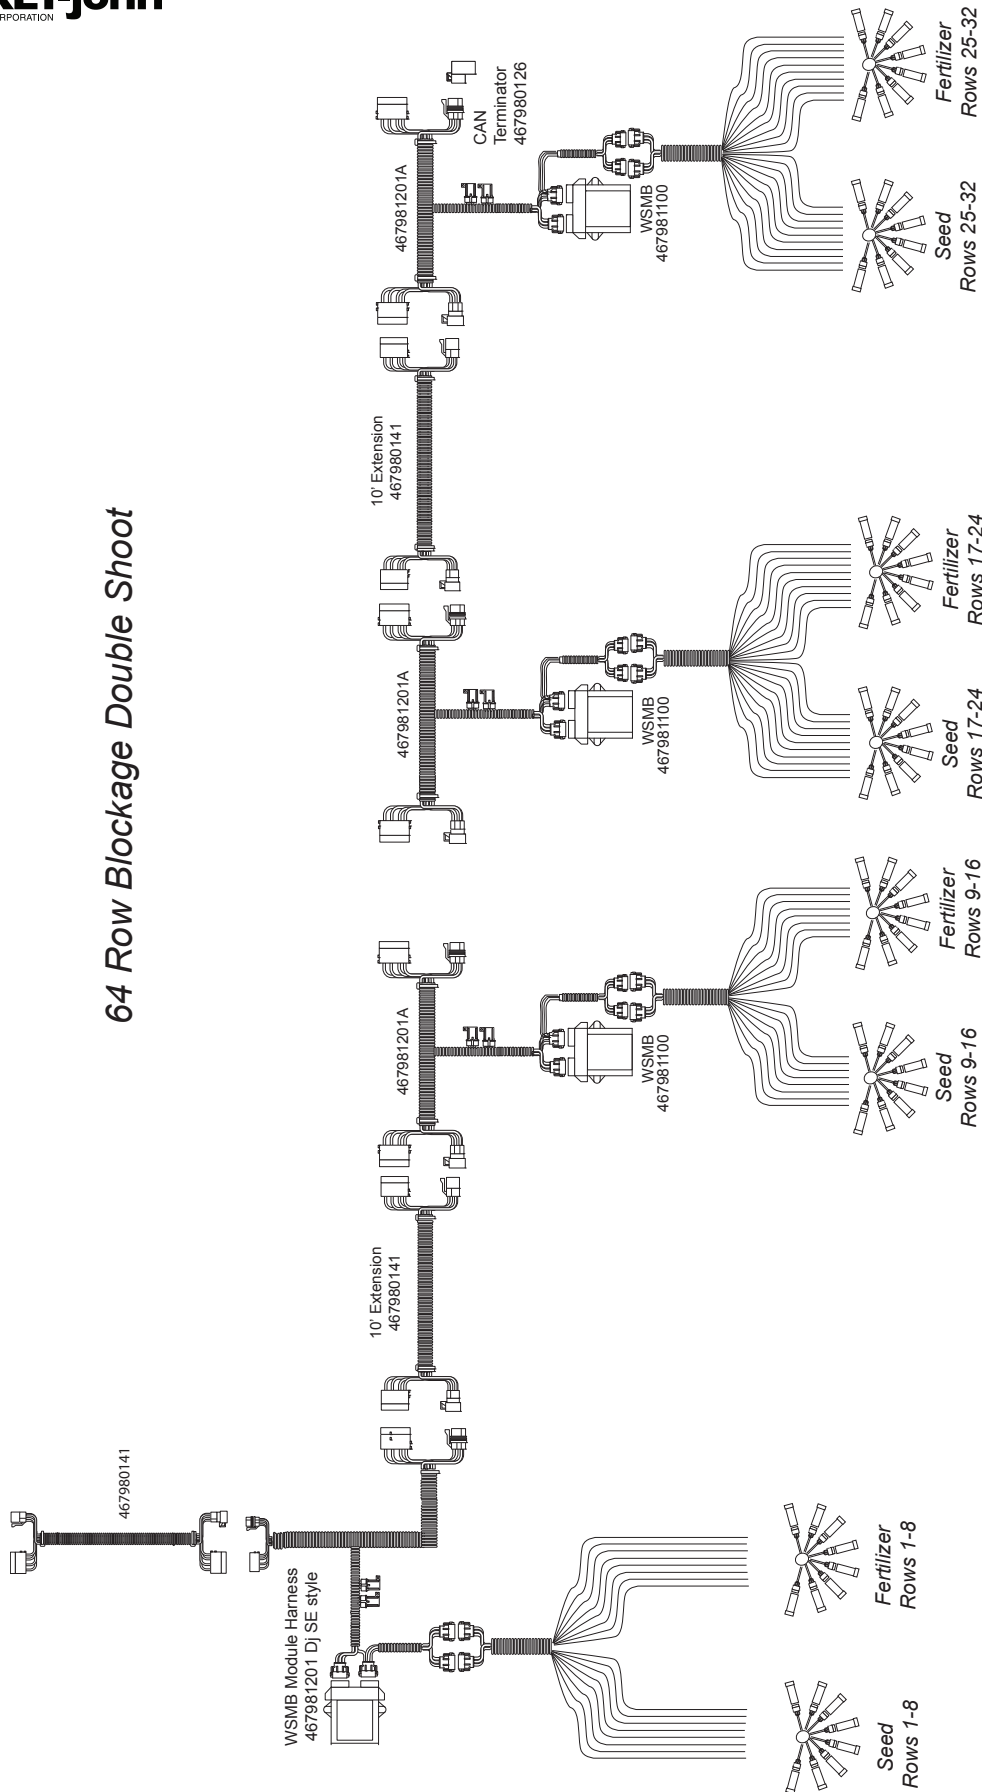 KEY-john
RPORATION
64 Row Blockage Double Shoot
467980141
WSMB Module Harness
467981201 Dj SE style
10' Extension
467980141
467981201A
467981201A
10' Extension
467980141
467981201A
CAN
Terminator
467980126
WSMB
467981100
WSMB
467981100
WSMB
467981100
Seed
Rows 1-8
Fertilizer
Rows 1-8
Seed
Rows 9-16
Fertilizer
Rows 9-16
Seed
Rows 17-24
Fertilizer
Rows 17-24
Seed
Rows 25-32
Fertilizer
Rows 25-32